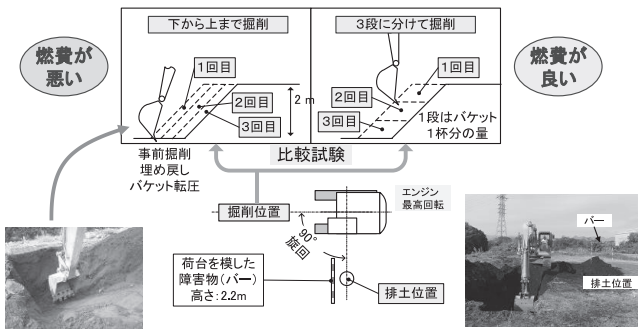 下から上まで掘削
3段に分けて掘削
燃費が
悪い
燃費が
良い
1回目
2回目
3回目
2 m
1回目
2回目
3回目
1段はバケット
1杯分の量
事前掘削
埋め戻し
バケット転圧
比較試験
掘削位置
エンジン
最高回転
90°
旋回
荷台を模した
障害物(バー)
高さ:2.2m
排土位置
バー
排土位置